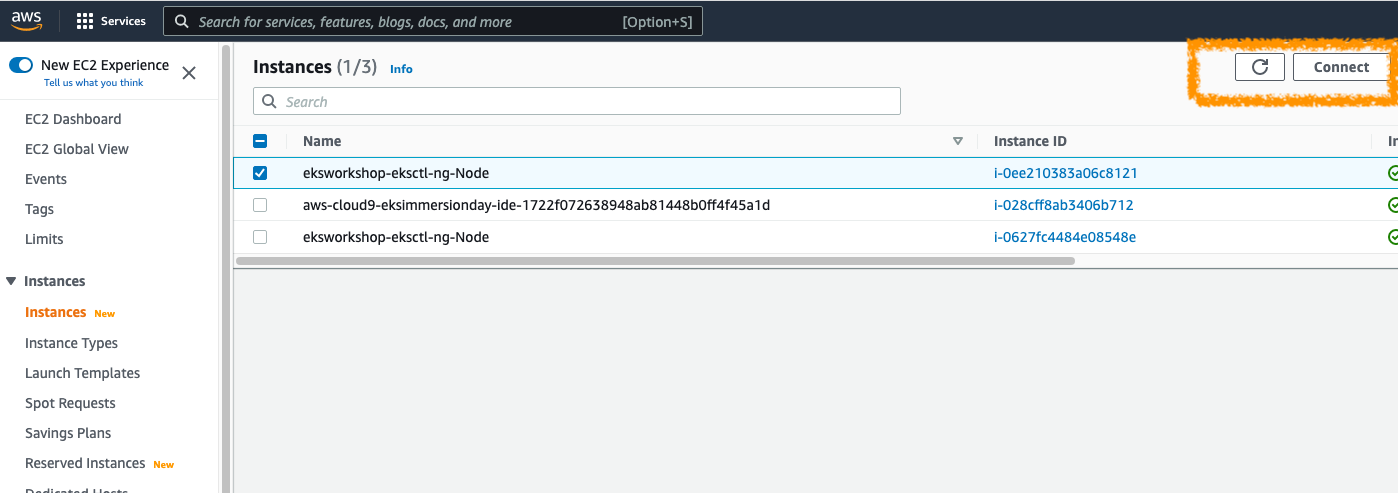 aws
Services
Search for services, features, blogs, docs, and more
[Option+S]
New EC2 Experience
Tell us what you think
EC2 Dashboard
EC2 Global View
Events
Tags
Limits
Instances
Instances New
Instance Types
Launch Templates
Spot Requests
Savings Plans
Reserved Instances New
Dedicated Hosts
Instances (1/3) Info
Connect
Search
Name
Instance ID
In
eksworkshop-eksctl-ng-Node
i-0ee210383a06c8121
aws-cloud9-eksimmersionday-ide-1722f072638948ab81448b0ff4f45a1d
i-028cff8ab3406b712
eksworkshop-eksctl-ng-Node
i-0627fc4484e08548e